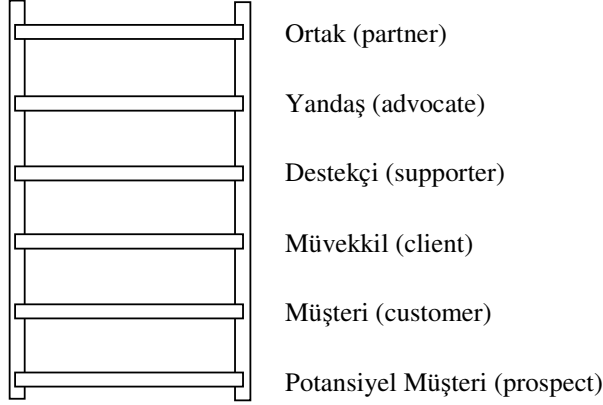 Ortak (partner)
Yandaş (advocate)
Destekçi (supporter)
Müvekkil (client)
Müşteri (customer)
Potansiyel Müşteri (prospect)